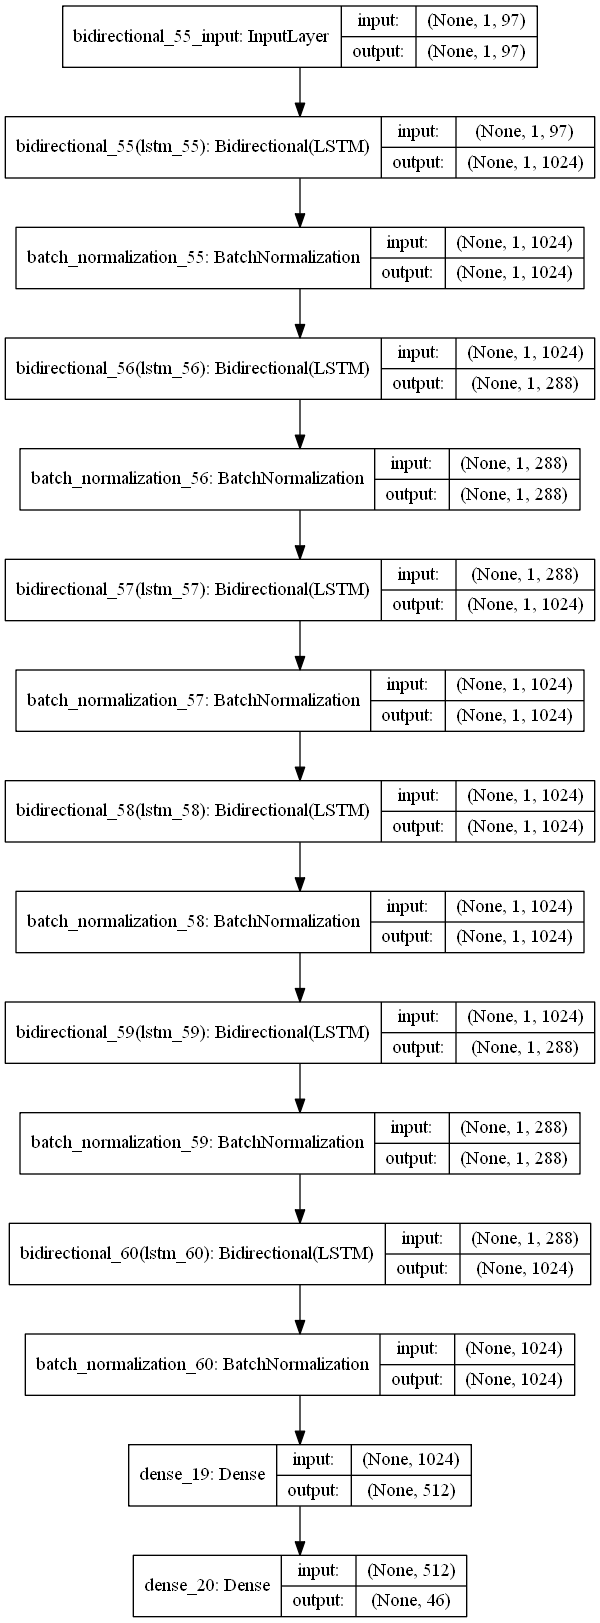 bidirectional_55_input: InputLayer
input: (None, 1, 97)
output: (None, 1, 97)
bidirectional_55(lstm_55): Bidirectional(LSTM)
input: (None, 1, 97)
output: (None, 1, 1024)
batch_normalization_55: BatchNormalization
input: (None, 1, 1024)
output: (None, 1, 1024)
bidirectional_56(lstm_56): Bidirectional(LSTM)
input: (None, 1, 1024)
output: (None, 1, 288)
batch_normalization_56: BatchNormalization
input: (None, 1, 288)
output: (None, 1, 288)
bidirectional_57(lstm_57): Bidirectional(LSTM)
input: (None, 1, 288)
output: (None, 1, 1024)
batch_normalization_57: BatchNormalization
input: (None, 1, 1024)
output: (None, 1, 1024)
bidirectional_58(lstm_58): Bidirectional(LSTM)
input: (None, 1, 1024)
output: (None, 1, 1024)
batch_normalization_58: BatchNormalization
input: (None, 1, 1024)
output: (None, 1, 1024)
bidirectional_59(lstm_59): Bidirectional(LSTM)
input: (None, 1, 1024)
output: (None, 1, 288)
batch_normalization_59: BatchNormalization
input: (None, 1, 288)
output: (None, 1, 288)
bidirectional_60(lstm_60): Bidirectional(LSTM)
input: (None, 1, 288)
output: (None, 1024)
batch_normalization_60: BatchNormalization
input: (None, 1024)
output: (None, 1024)
dense_19: Dense
input: (None, 1024)
output: (None, 512)
dense_20: Dense
input: (None, 512)
output: (None, 46)